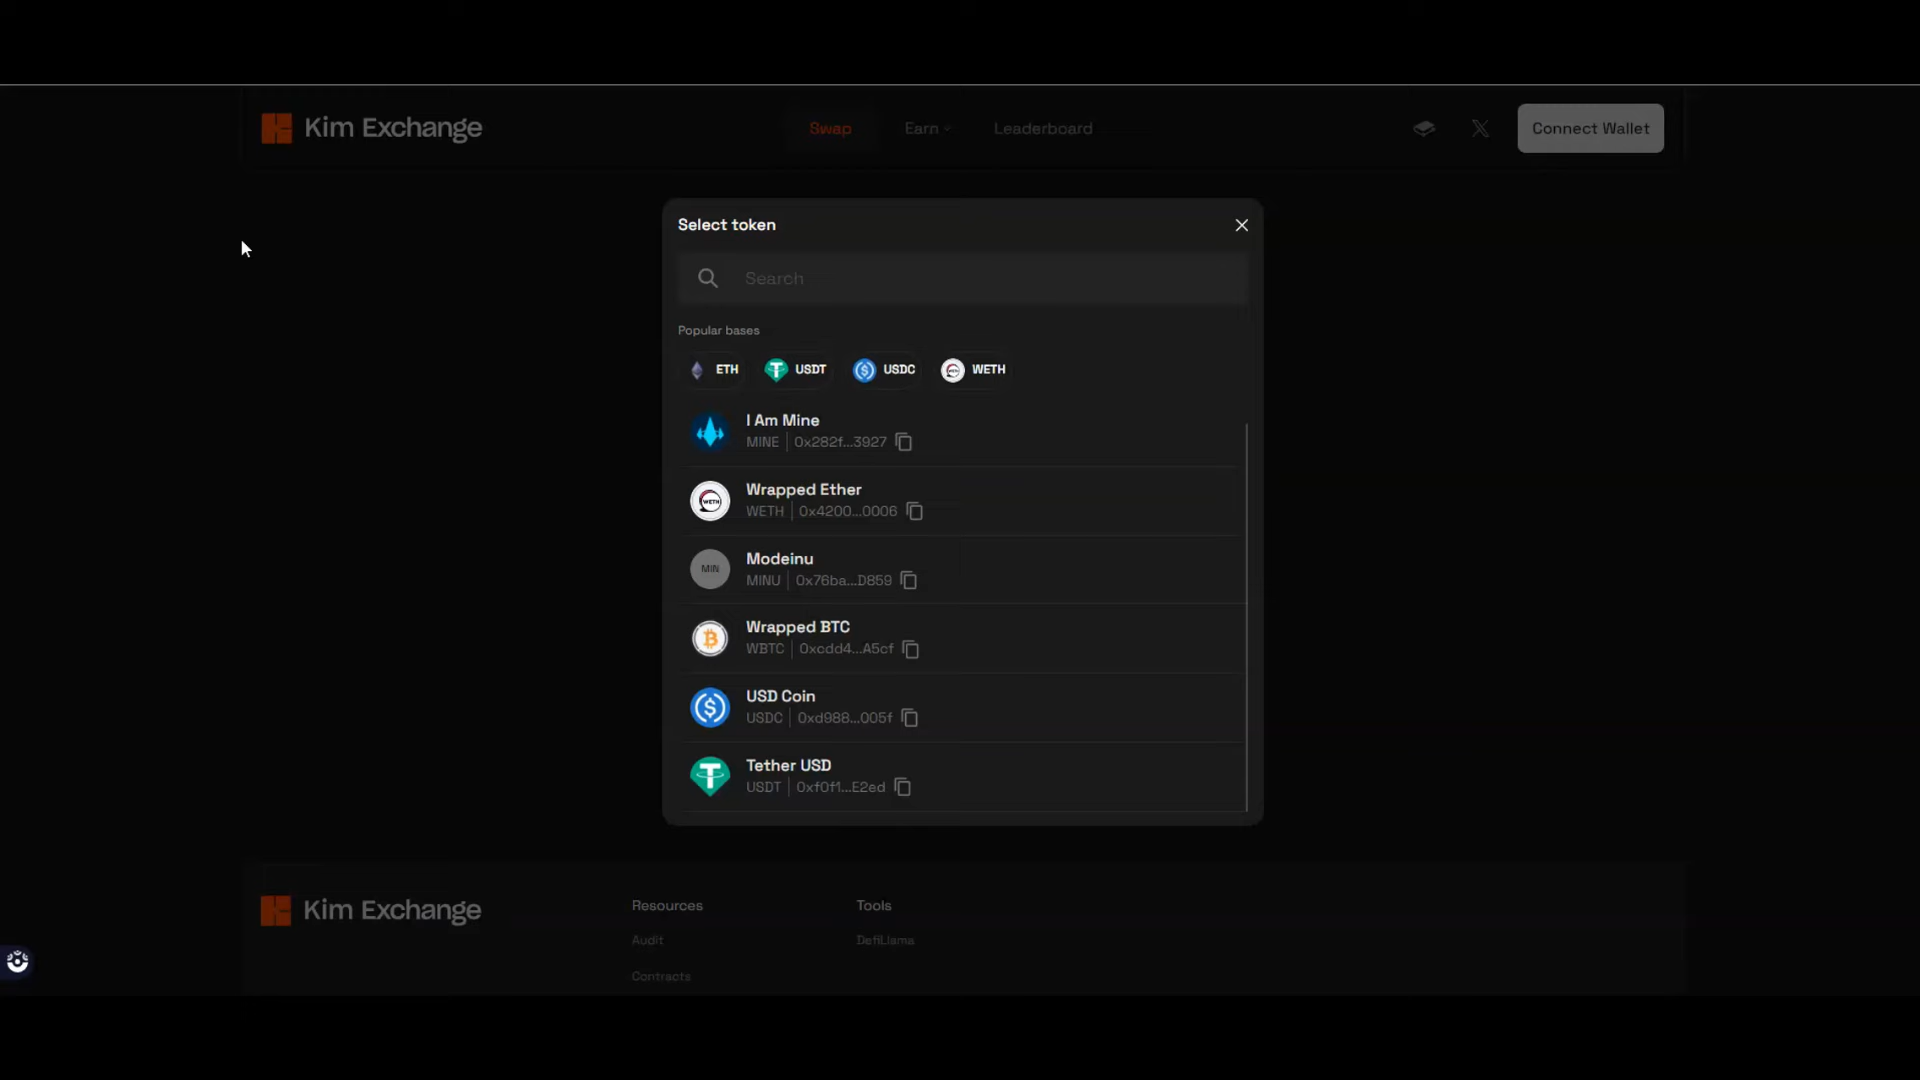 Kim Exchange
Swap
Earn
Leaderboard
Connect Wallet
Select token
Search
Popular bases
ETH
USDT
USDC
WETH
I Am Mine
MINE | 0x282f...3927
WETH
Wrapped Ether
WETH | 0x4200...0006
MIN
Modeinu
MINU | 0x76ba...D859
Wrapped BTC
WBTC | 0xcdd4...A5cf
USD Coin
USDC | 0xd988...005f
Tether USD
USDT | 0xf0f1...E2ed
Kim Exchange
Resources
Tools
Audit
DefiLlama
Contracts